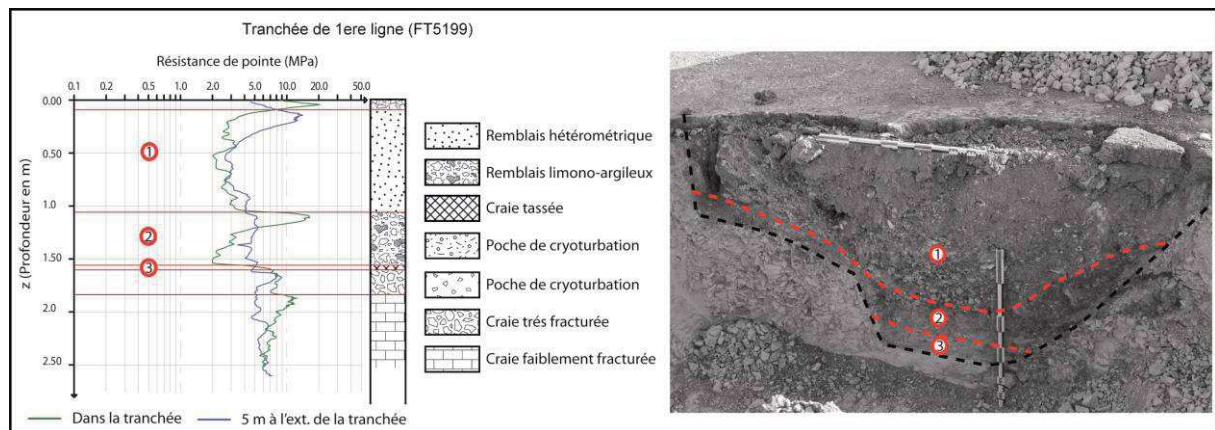 Tranchée de 1ere ligne (FT5199)
Résistance de pointe (MPa)
0.1 0.2 0.5 1.0 2.0 5.0 10.0 20.0 50.0
z (Profondeur en m)
0.00
0.50
1.0
1.50
2.0
2.50
1
2
3
Remblais hétérométrique
Remblais limono-argileux
Craie tassée
Poche de cryoturbation
Poche de cryoturbation
Craie trés fracturée
Craie faiblement fracturée
Dans la tranchée
5 m à l'ext. de la tranchée
1
2
3